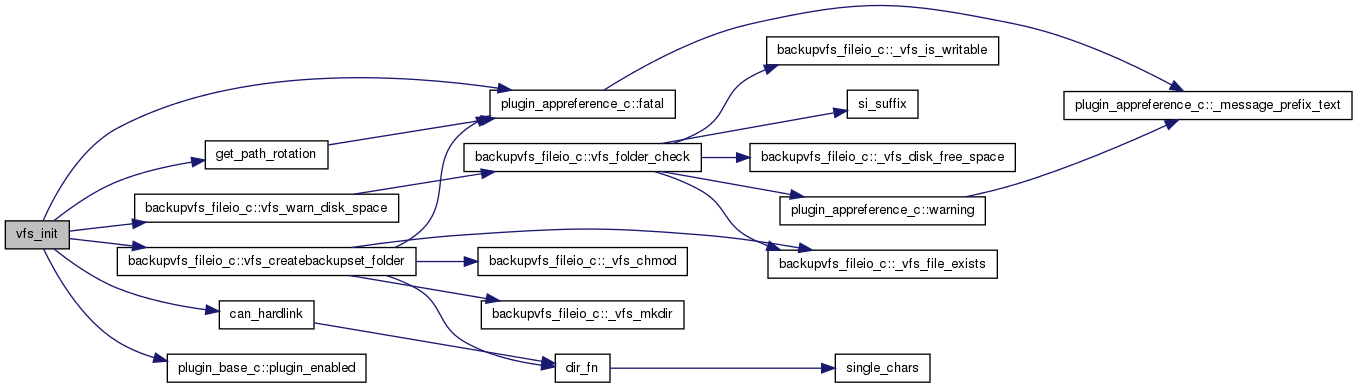 vfs_init
plugin_appreference_c::fatal
get_path_rotation
backupvfs_fileio_c::vfs_warn_disk_space
backupvfs_fileio_c::vfs_createbackupset_folder
can_hardlink
plugin_base_c::plugin_enabled
backupvfs_fileio_c::vfs_folder_check
backupvfs_fileio_c::_vfs_chmod
backupvfs_fileio_c::_vfs_mkdir
dir_fn
backupvfs_fileio_c::_vfs_is_writable
si_suffix
backupvfs_fileio_c::_vfs_disk_free_space
plugin_appreference_c::warning
backupvfs_fileio_c::_vfs_file_exists
single_chars
plugin_appreference_c::_message_prefix_text